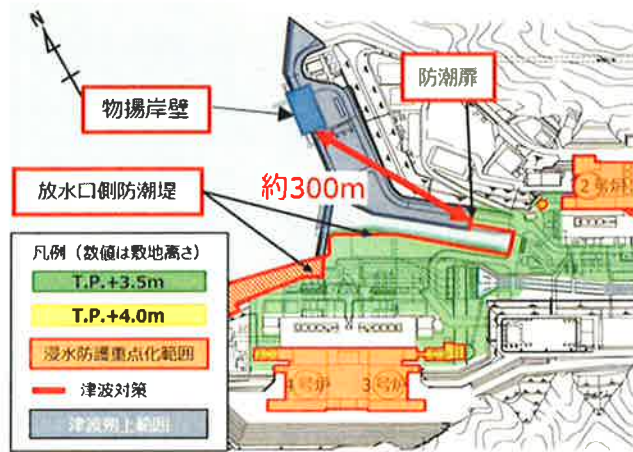 N
物揚岸壁
防潮扉
2号炉
放水口側防潮堤
約300m
凡例（数値は敷地高さ）
T.P.+3.5m
T.P.+4.0m
浸水防護重点化範囲
津波対策
津波遡上範囲
4号炉
3号炉